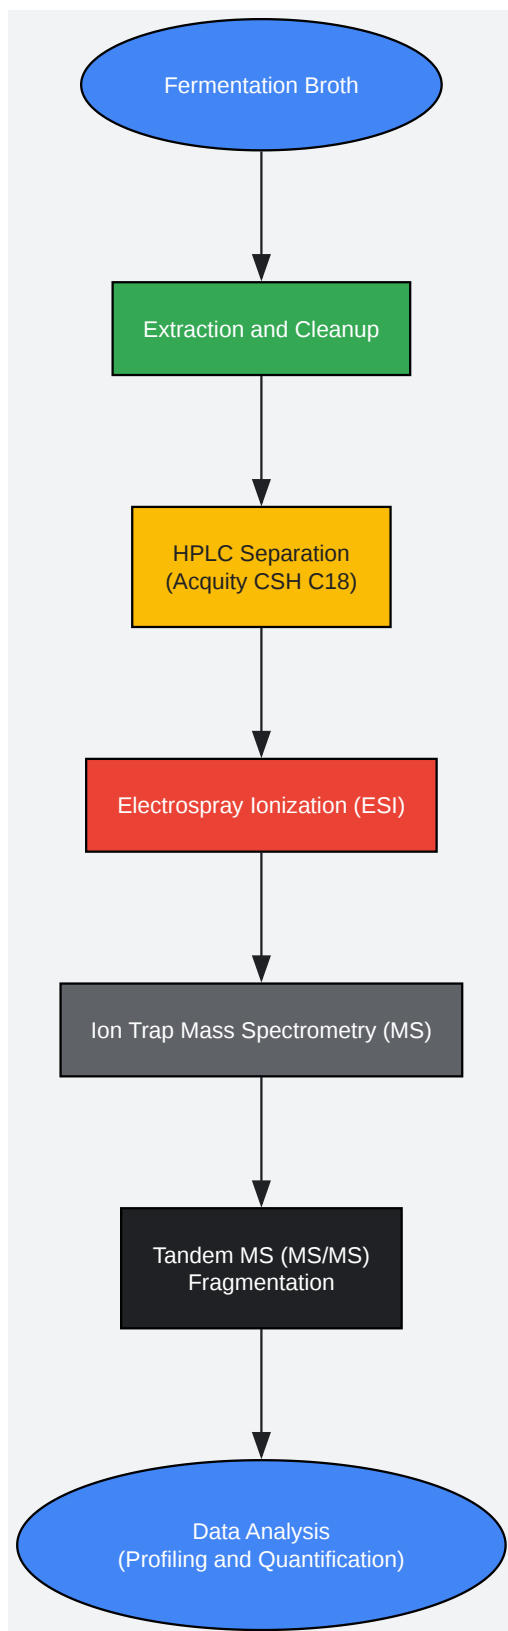 Fermentation Broth
Extraction and Cleanup
HPLC Separation
(Acquity CSH C18)
Electrospray Ionization (ESI)
Ion Trap Mass Spectrometry (MS)
Tandem MS (MS/MS)
Fragmentation
Data Analysis
(Profiling and Quantification)